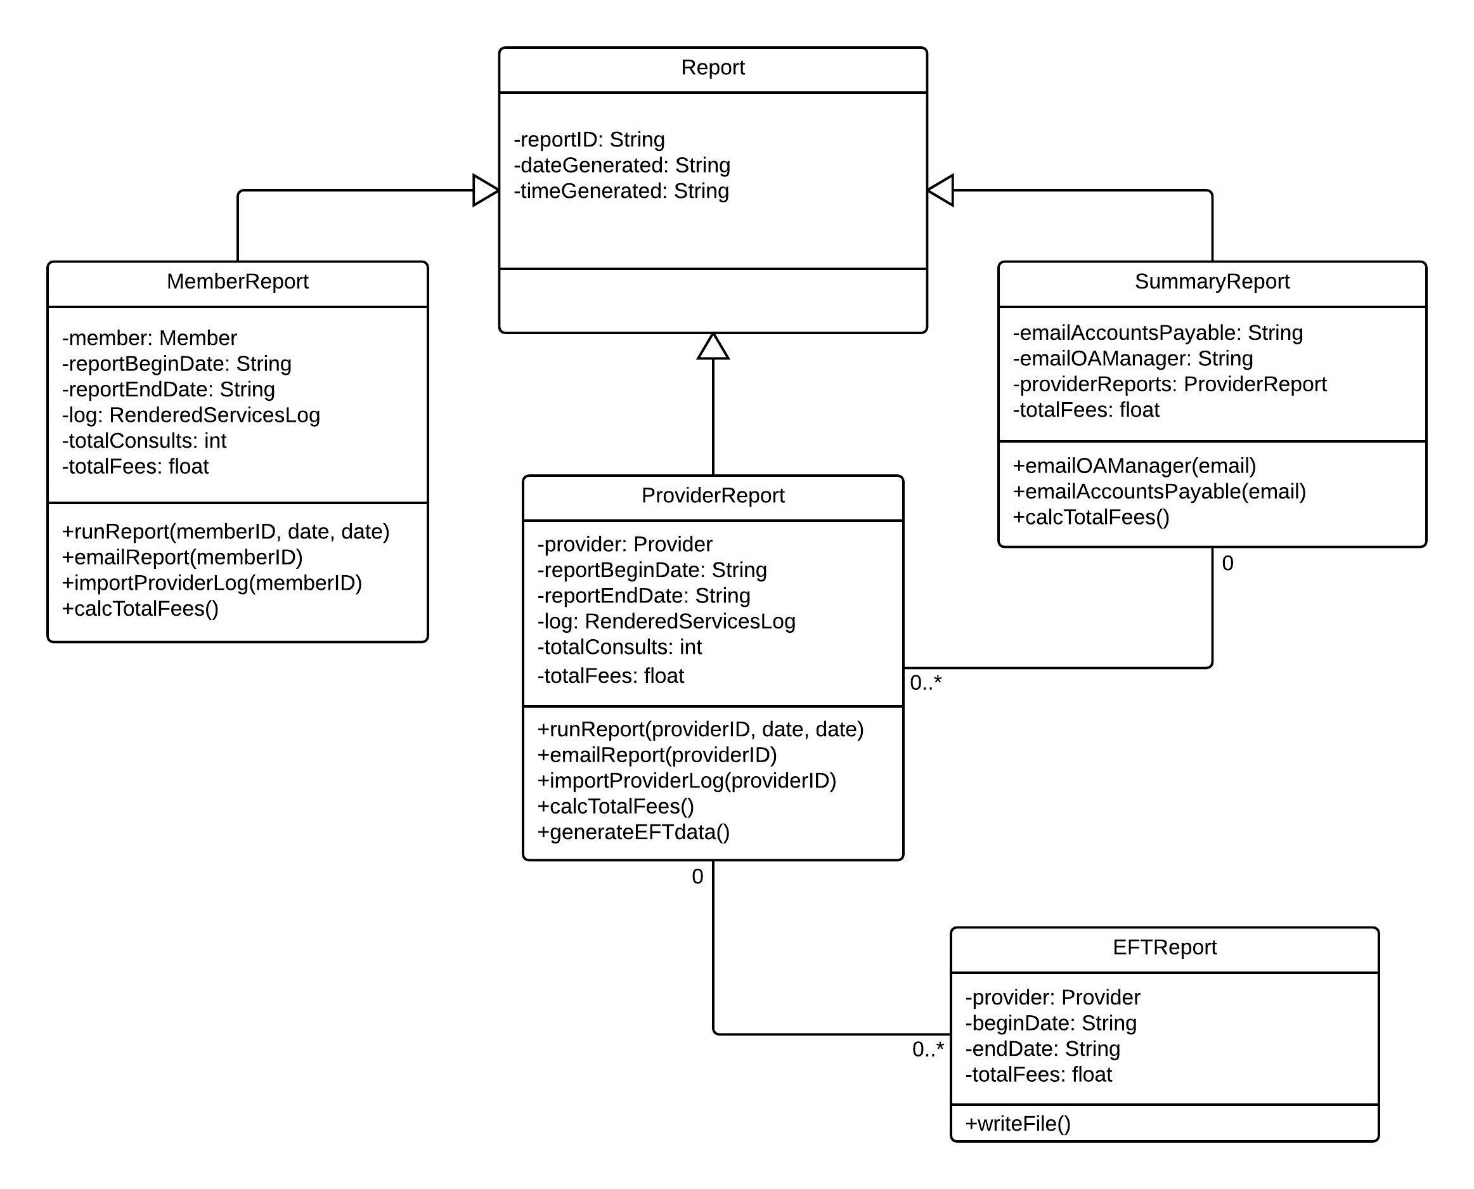 Report
-reportID: String
-dateGenerated: String
-timeGenerated: String
MemberReport
-member: Member
-reportBeginDate: String
-reportEndDate: String
-log: RenderedServicesLog
-totalConsults: int
-totalFees: float
+runReport(memberID, date, date)
+emailReport(memberID)
+importProviderLog(memberID)
+calcTotalFees()
SummaryReport
-emailAccountsPayable: String
-emailOAManager: String
-providerReports: ProviderReport
-totalFees: float
+emailOAManager(email)
+emailAccountsPayable(email)
+calcTotalFees()
0
ProviderReport
-provider: Provider
-reportBeginDate: String
-reportEndDate: String
-log: RenderedServicesLog
-totalConsults: int
-totalFees: float
0..*
+runReport(providerID, date, date)
+emailReport(providerID)
+importProviderLog(providerID)
+calcTotalFees()
+generateEFTdata()
0
EFTReport
-provider: Provider
-beginDate: String
-endDate: String
-totalFees: float
0..*
+writeFile()